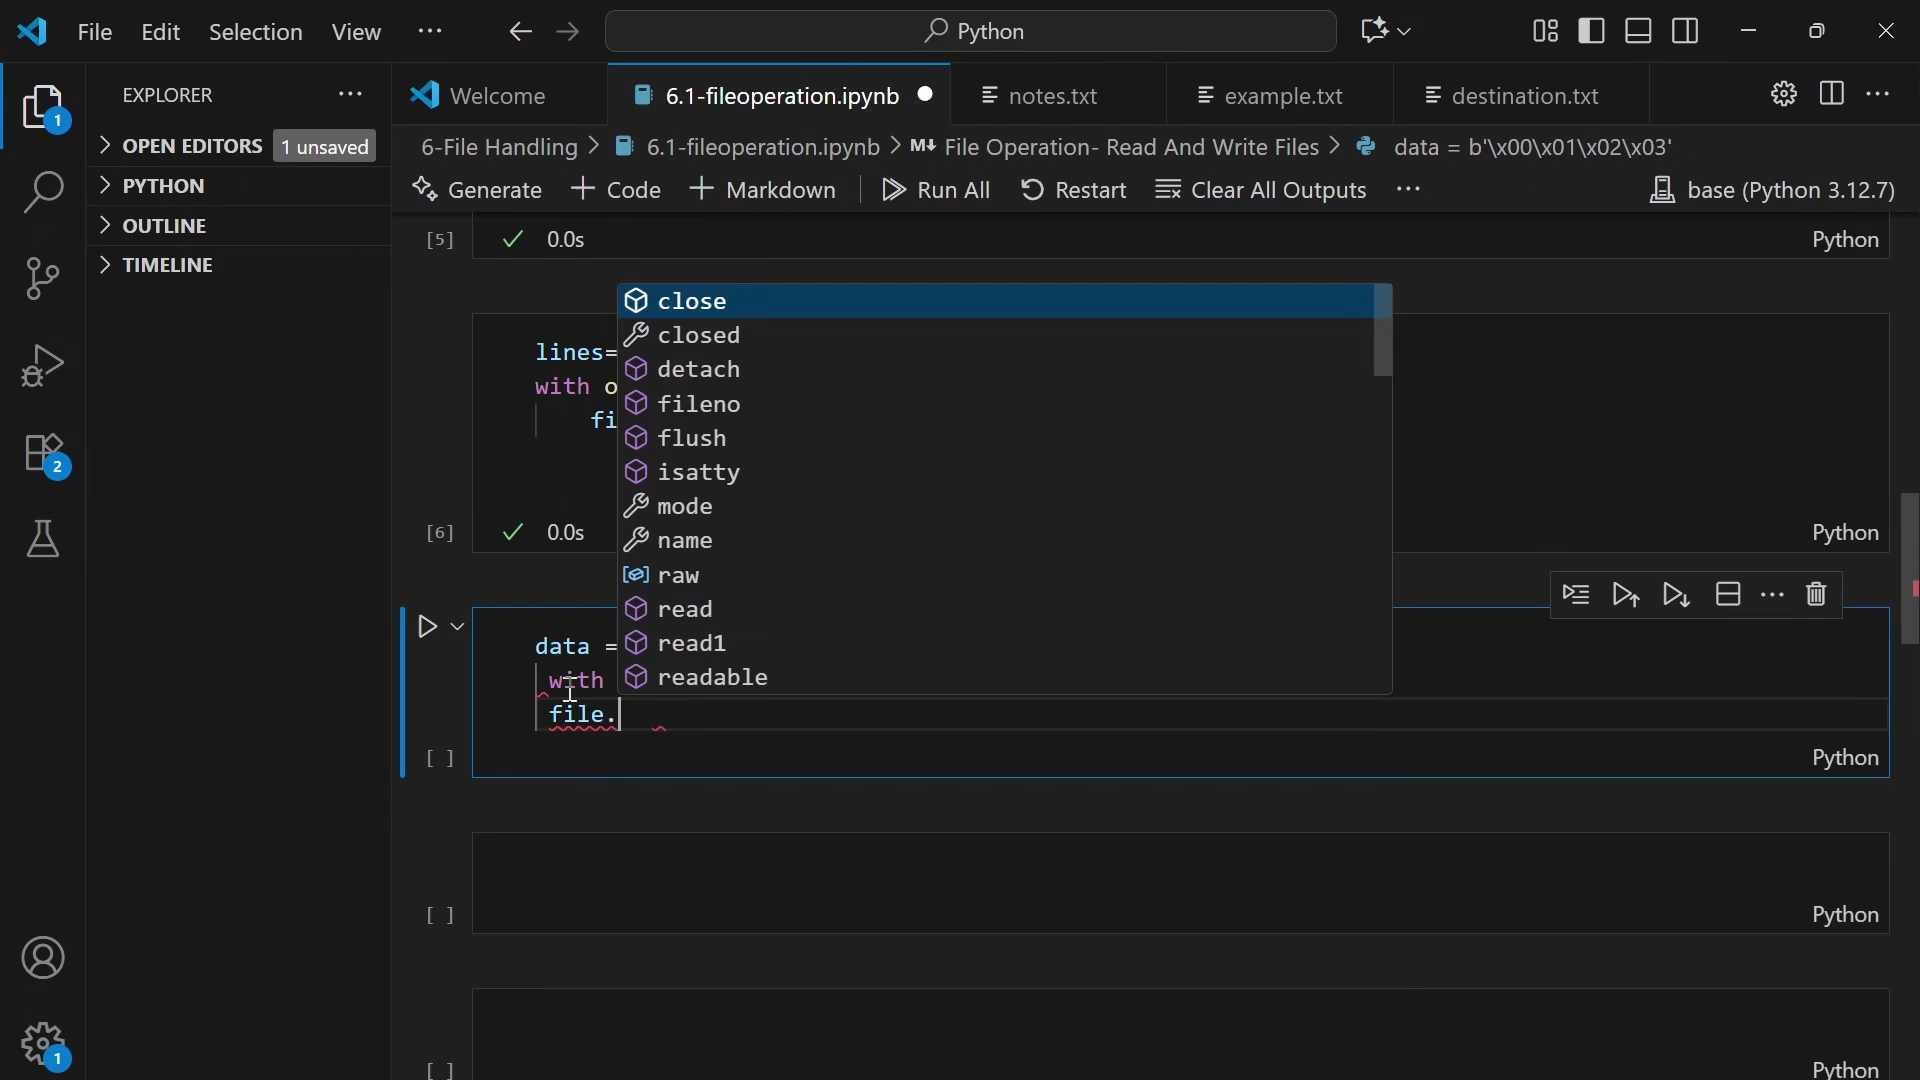 File Edit Selection View ··· Python
EXPLORER ···
OPEN EDITORS 1 unsaved
PYTHON
OUTLINE
TIMELINE
1
2
1
Welcome 6.1-fileoperation.ipynb notes.txt example.txt destination.txt ···
6-File Handling > 6.1-fileoperation.ipynb > M↓ File Operation- Read And Write Files > data = b'\x00\x01\x02\x03'
Generate + Code + Markdown Run All Restart Clear All Outputs ··· base (Python 3.12.7)
[5] 0.0s Python
lines=
with o
fi
[6] 0.0s Python
close
closed
detach
fileno
flush
isatty
mode
name
raw
read
read1
readable
data =
with
file.
[ ] Python
[ ] Python
[ ] Python